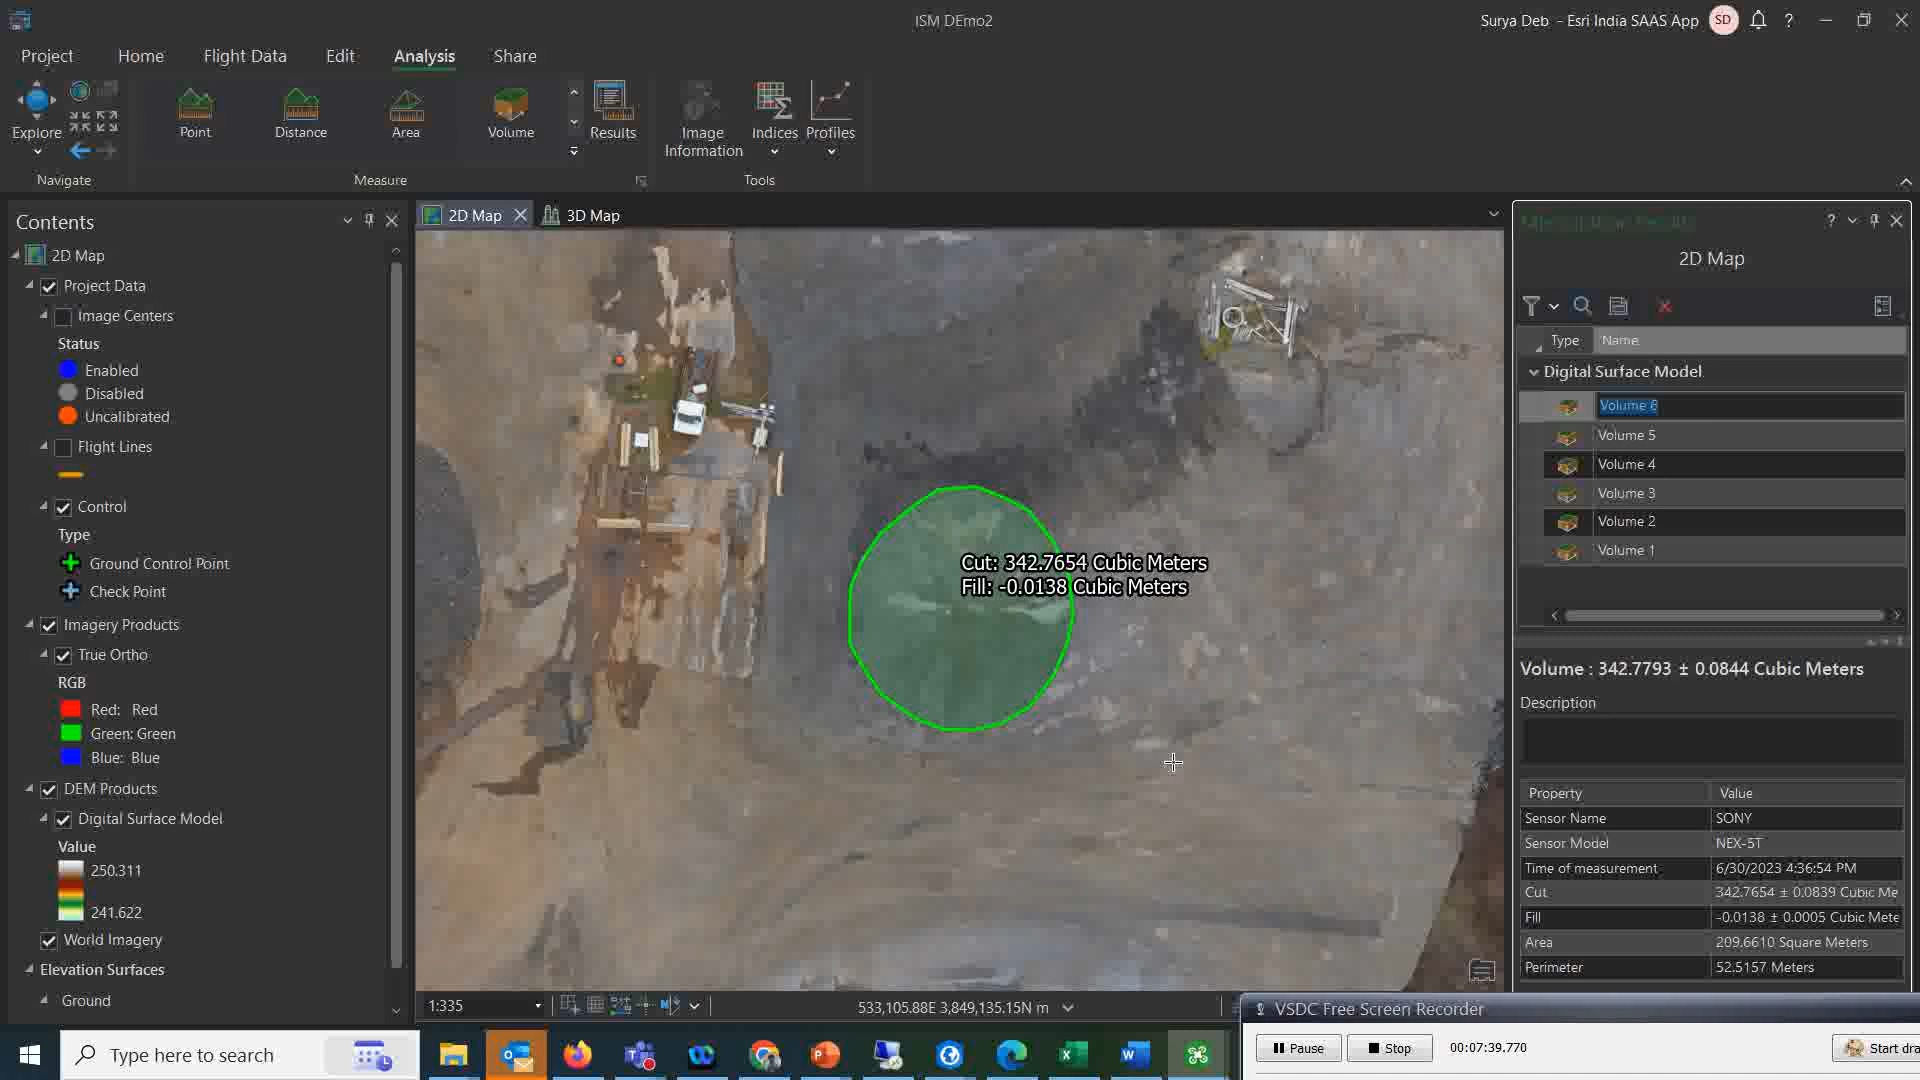 ISM DEmo2
Surya Deb - Esri India SAAS App
SD
?
Project
Home
Flight Data
Edit
Analysis
Share
Explore
Point
Distance
Area
Volume
Results
Image Information
Indices
Profiles
Navigate
Measure
Tools
Contents
2D Map
Project Data
Image Centers
Status
Enabled
Disabled
Uncalibrated
Flight Lines
Control
Type
Ground Control Point
Check Point
Imagery Products
True Ortho
RGB
Red: Red
Green: Green
Blue: Blue
DEM Products
Digital Surface Model
Value
250.311
241.622
World Imagery
Elevation Surfaces
Ground
2D Map
3D Map
Cut: 342.7654 Cubic Meters
Fill: -0.0138 Cubic Meters
1:335
533,105.88E 3,849,135.15N m
?
2D Map
Type Name
Digital Surface Model
Volume 6
Volume 5
Volume 4
Volume 3
Volume 2
Volume 1
Volume : 342.7793 ± 0.0844 Cubic Meters
Description
Property Value
Sensor Name SONY
Sensor Model NEX-5T
Time of measurement 6/30/2023 4:36:54 PM
Cut 342.7654 ± 0.0839 Cubic Me
Fill -0.0138 ± 0.0005 Cubic Mete
Area 209.6610 Square Meters
Perimeter 52.5157 Meters
VSDC Free Screen Recorder
Pause
Stop
00:07:39.770
Start dra
Type here to search